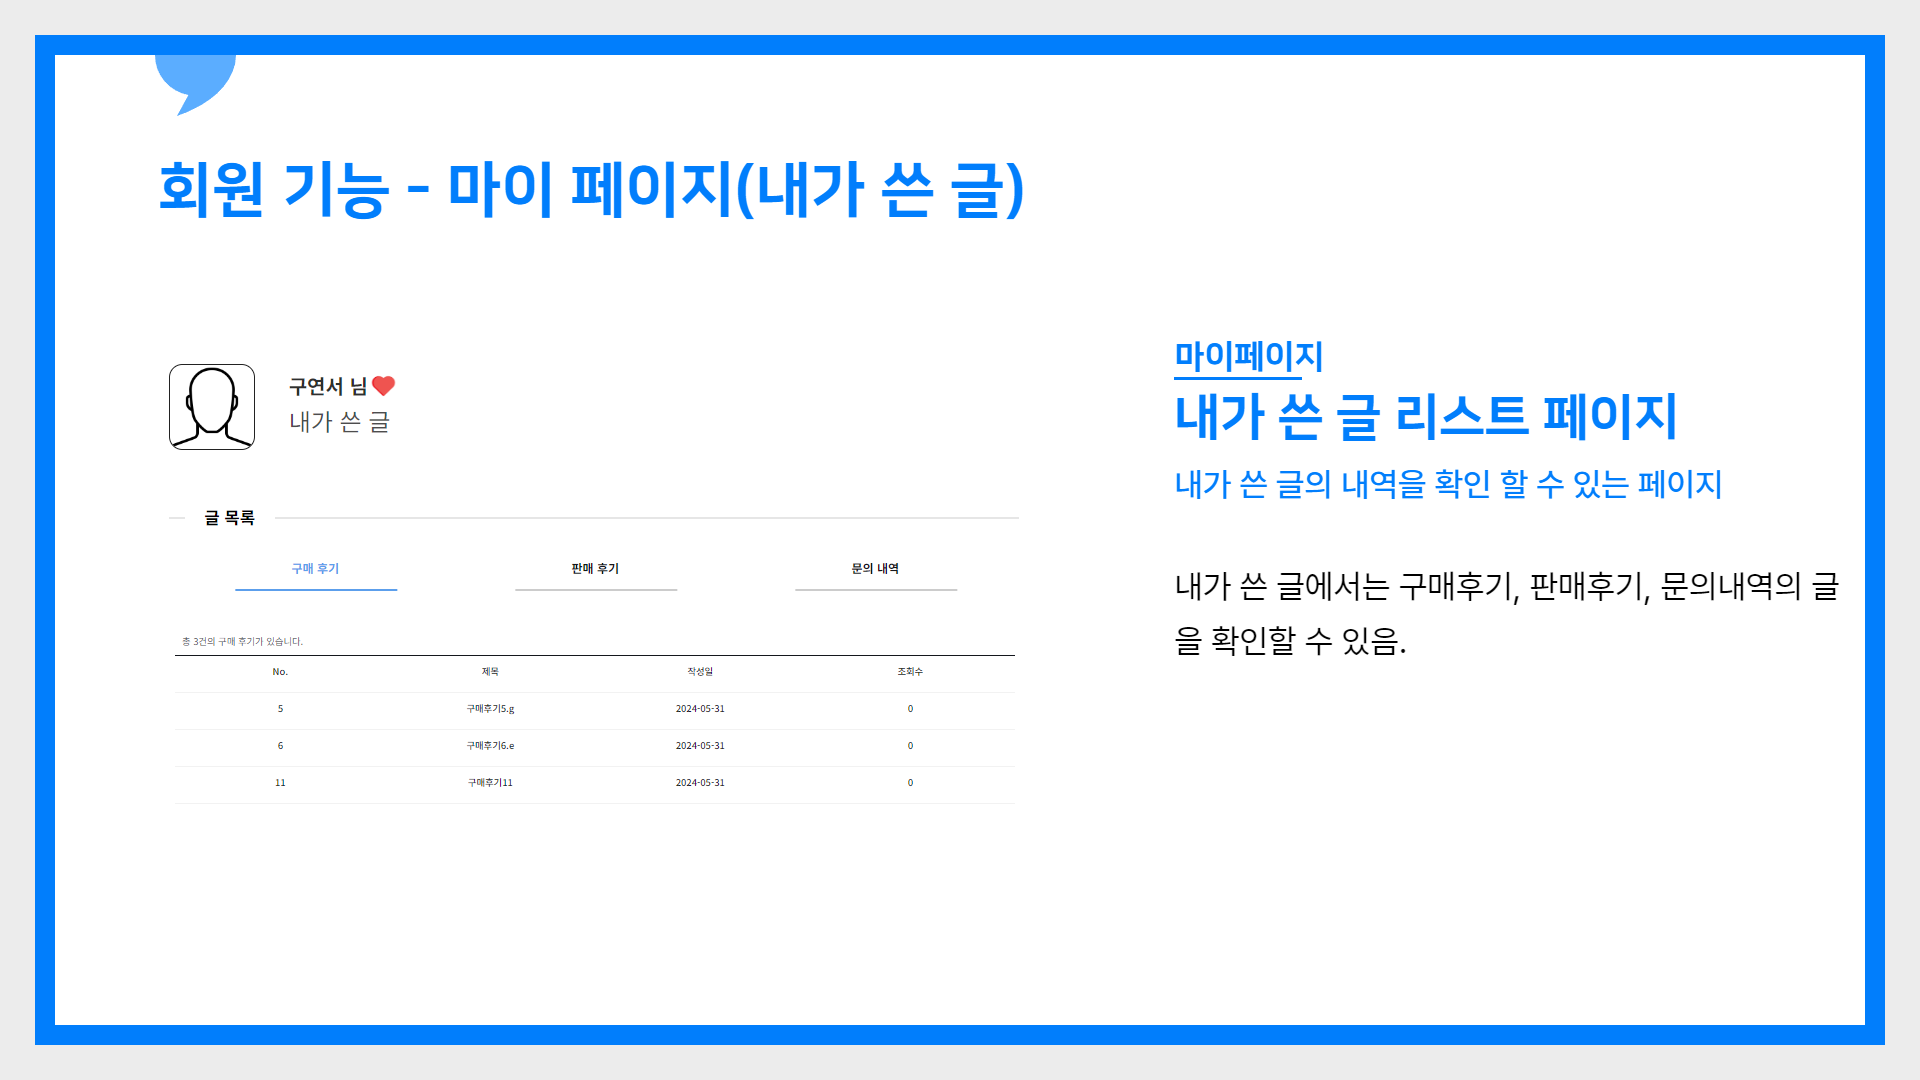 회원 기능 - 마이 페이지(내가 쓴 글)
구연서 님
내가 쓴 글
글 목록
구매 후기 판매 후기 문의 내역
총 3건의 구매 후기가 있습니다.
No. 제목 작성일 조회수
5 구매후기5.g 2024-05-31 0
6 구매후기6.e 2024-05-31 0
11 구매후기11 2024-05-31 0
마이페이지
내가 쓴 글 리스트 페이지
내가 쓴 글의 내역을 확인 할 수 있는 페이지
내가 쓴 글에서는 구매후기, 판매후기, 문의내역의 글
을 확인할 수 있음.